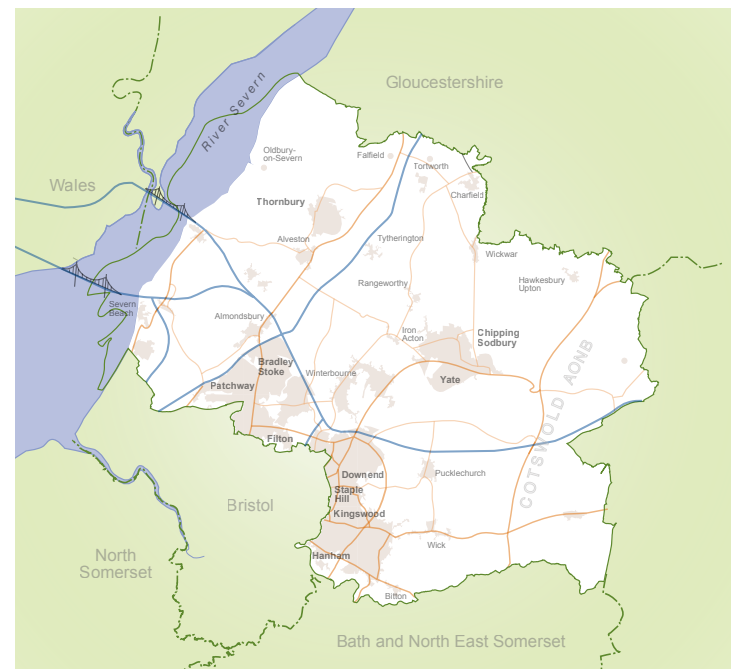 Gloucestershire
River Severn
Oldbury-
on-Severn
Falfield
Tortworth
Wales
Charfield
Thornbury
Alveston
Tytherington
Wickwar
Rangeworthy
Hawkesbury
Upton
Severn
Beach
Almondsbury
Iron
Acton
Chipping
Sodbury
Bradley
Stoke
Winterbourne
Patchway
Yate
COTSWOLD AONB
Filton
Downend
Pucklechurch
Staple
Hill
Bristol
Kingswood
Wick
North
Somerset
Hanham
Bitton
Bath and North East Somerset